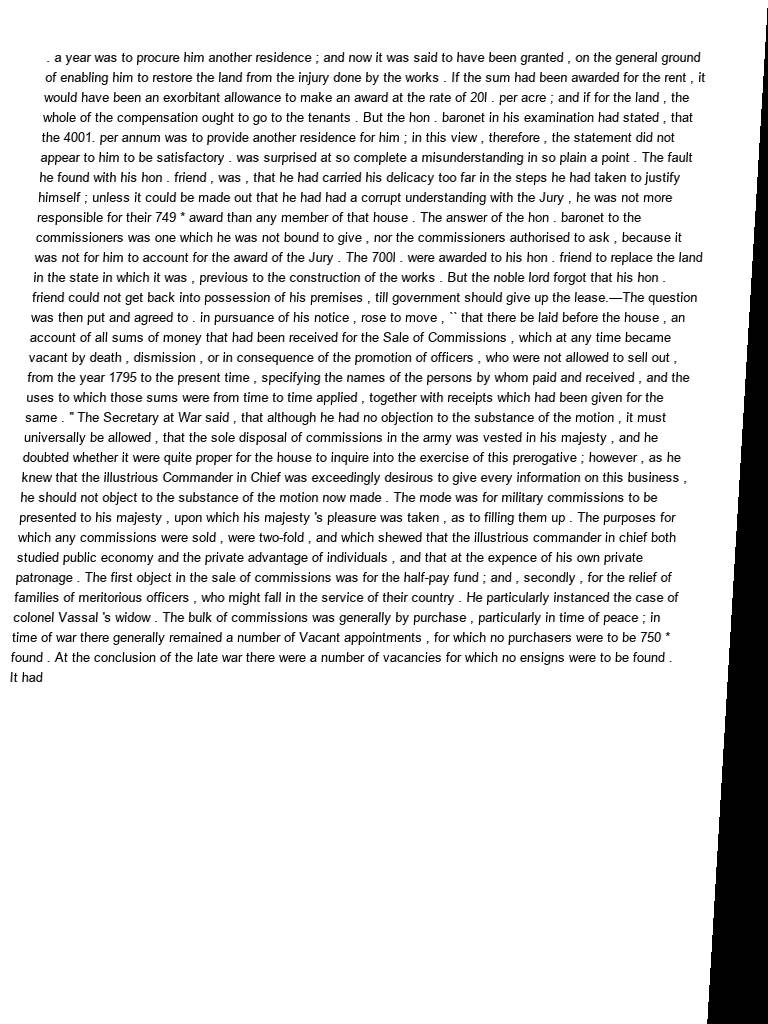 . a year was to procure him another residence ; and now it was said to have been granted , on the general ground
of enabling him to restore the land from the injury done by the works . If the sum had been awarded for the rent , it
would have been an exorbitant allowance to make an award at the rate of 20l . per acre ; and if for the land , the
whole of the compensation ought to go to the tenants . But the hon . baronet in his examination had stated , that
the 4001. per annum was to provide another residence for him ; in this view , therefore , the statement did not
appear to him to be satisfactory . was surprised at so complete a misunderstanding in so plain a point . The fault
he found with his hon . friend , was , that he had carried his delicacy too far in the steps he had taken to justify
himself ; unless it could be made out that he had had a corrupt understanding with the Jury , he was not more
responsible for their 749 * award than any member of that house . The answer of the hon . baronet to the
commissioners was one which he was not bound to give , nor the commissioners authorised to ask , because it
was not for him to account for the award of the Jury . The 700l . were awarded to his hon . friend to replace the land
in the state in which it was , previous to the construction of the works . But the noble lord forgot that his hon .
friend could not get back into possession of his premises , till government should give up the lease.—The question
was then put and agreed to . in pursuance of his notice , rose to move , `` that there be laid before the house , an
account of all sums of money that had been received for the Sale of Commissions , which at any time became
vacant by death , dismission , or in consequence of the promotion of officers , who were not allowed to sell out ,
from the year 1795 to the present time , specifying the names of the persons by whom paid and received , and the
uses to which those sums were from time to time applied , together with receipts which had been given for the
same . " The Secretary at War said , that although he had no objection to the substance of the motion , it must
universally be allowed , that the sole disposal of commissions in the army was vested in his majesty , and he
doubted whether it were quite proper for the house to inquire into the exercise of this prerogative ; however , as he
knew that the illustrious Commander in Chief was exceedingly desirous to give every information on this business ,
he should not object to the substance of the motion now made . The mode was for military commissions to be
presented to his majesty , upon which his majesty 's pleasure was taken , as to filling them up . The purposes for
which any commissions were sold , were two-fold , and which shewed that the illustrious commander in chief both
studied public economy and the private advantage of individuals , and that at the expence of his own private
patronage . The first object in the sale of commissions was for the half-pay fund ; and , secondly , for the relief of
families of meritorious officers , who might fall in the service of their country . He particularly instanced the case of
colonel Vassal 's widow . The bulk of commissions was generally by purchase , particularly in time of peace ; in
time of war there generally remained a number of Vacant appointments , for which no purchasers were to be 750 *
found . At the conclusion of the late war there were a number of vacancies for which no ensigns were to be found .
It had